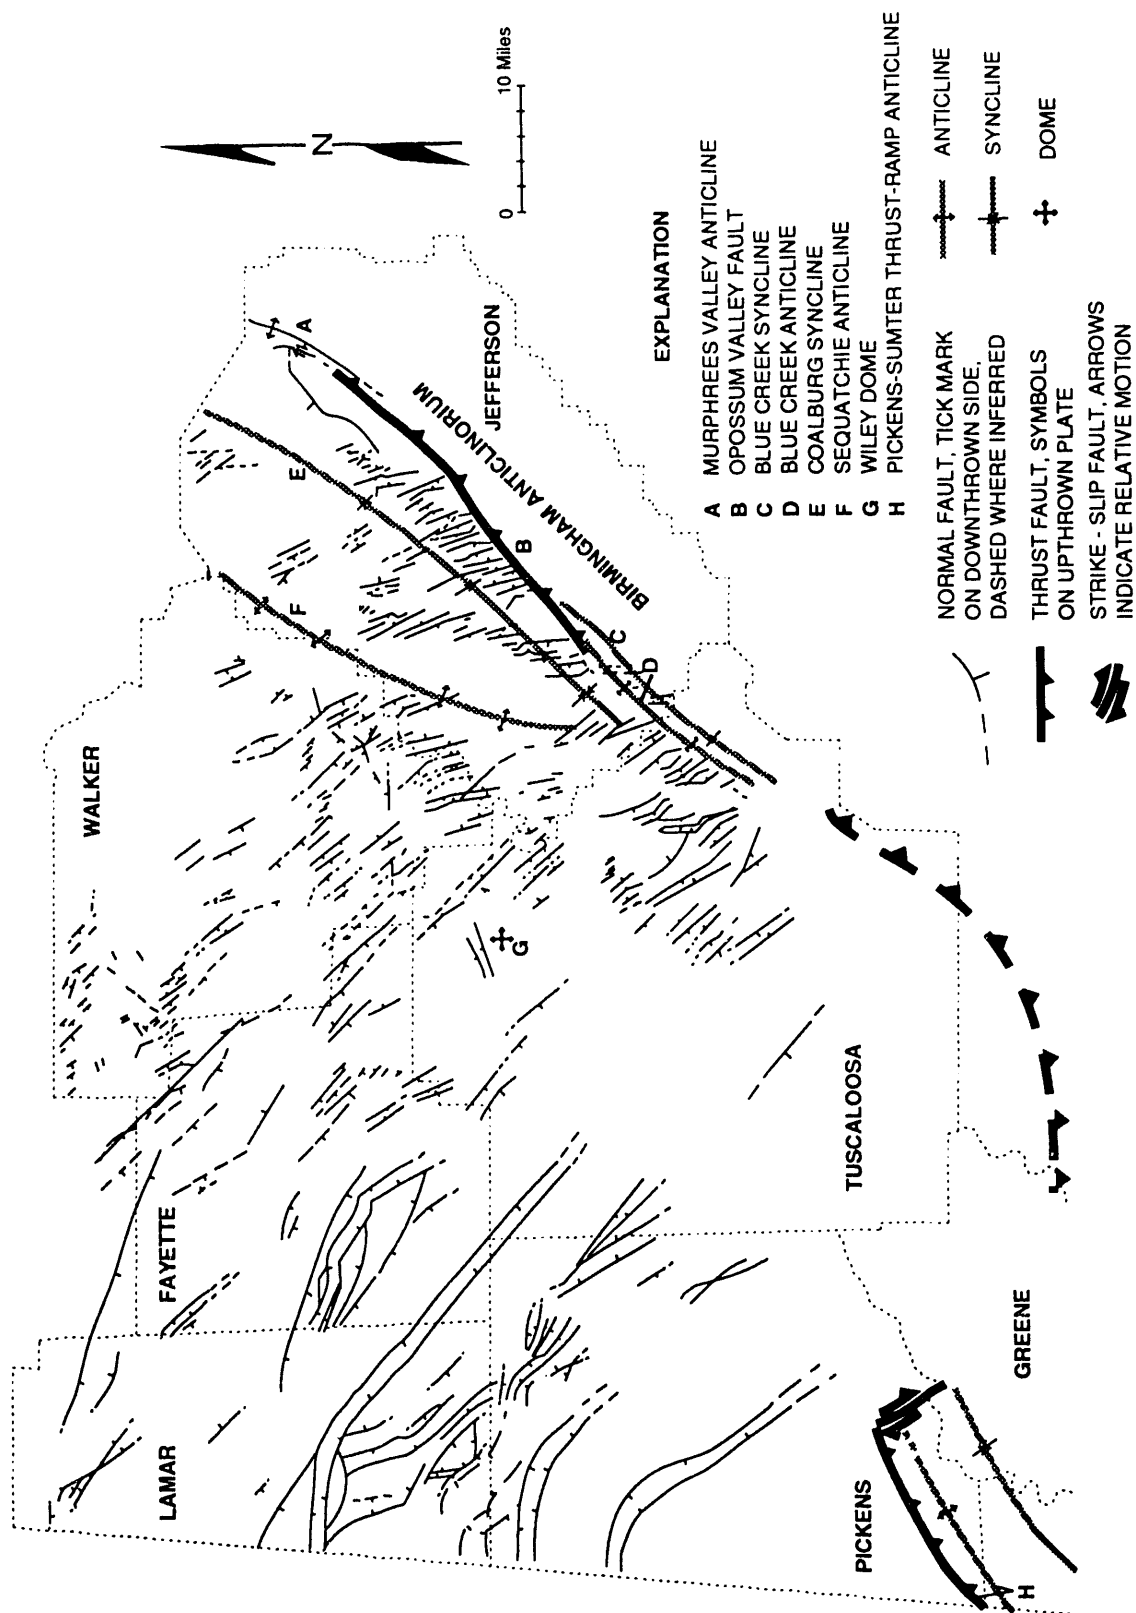 WALKER
LAMAR
FAYETTE
JEFFERSON
BIRMINGHAM ANTICLINORIUM
TUSCALOOSA
PICKENS
GREENE
A
B
C
D
E
F
G
H
N
0 10 Miles
EXPLANATION
A MURPHREES VALLEY ANTICLINE
B OPOSSUM VALLEY FAULT
C BLUE CREEK SYNCLINE
D BLUE CREEK ANTICLINE
E COALBURG SYNCLINE
F SEQUATCHIE ANTICLINE
G WILEY DOME
H PICKENS-SUMTER THRUST-RAMP ANTICLINE
NORMAL FAULT, TICK MARK
ON DOWNTHROWN SIDE,
DASHED WHERE INFERRED
THRUST FAULT, SYMBOLS
ON UPTHROWN PLATE
STRIKE - SLIP FAULT, ARROWS
INDICATE RELATIVE MOTION
ANTICLINE
SYNCLINE
DOME